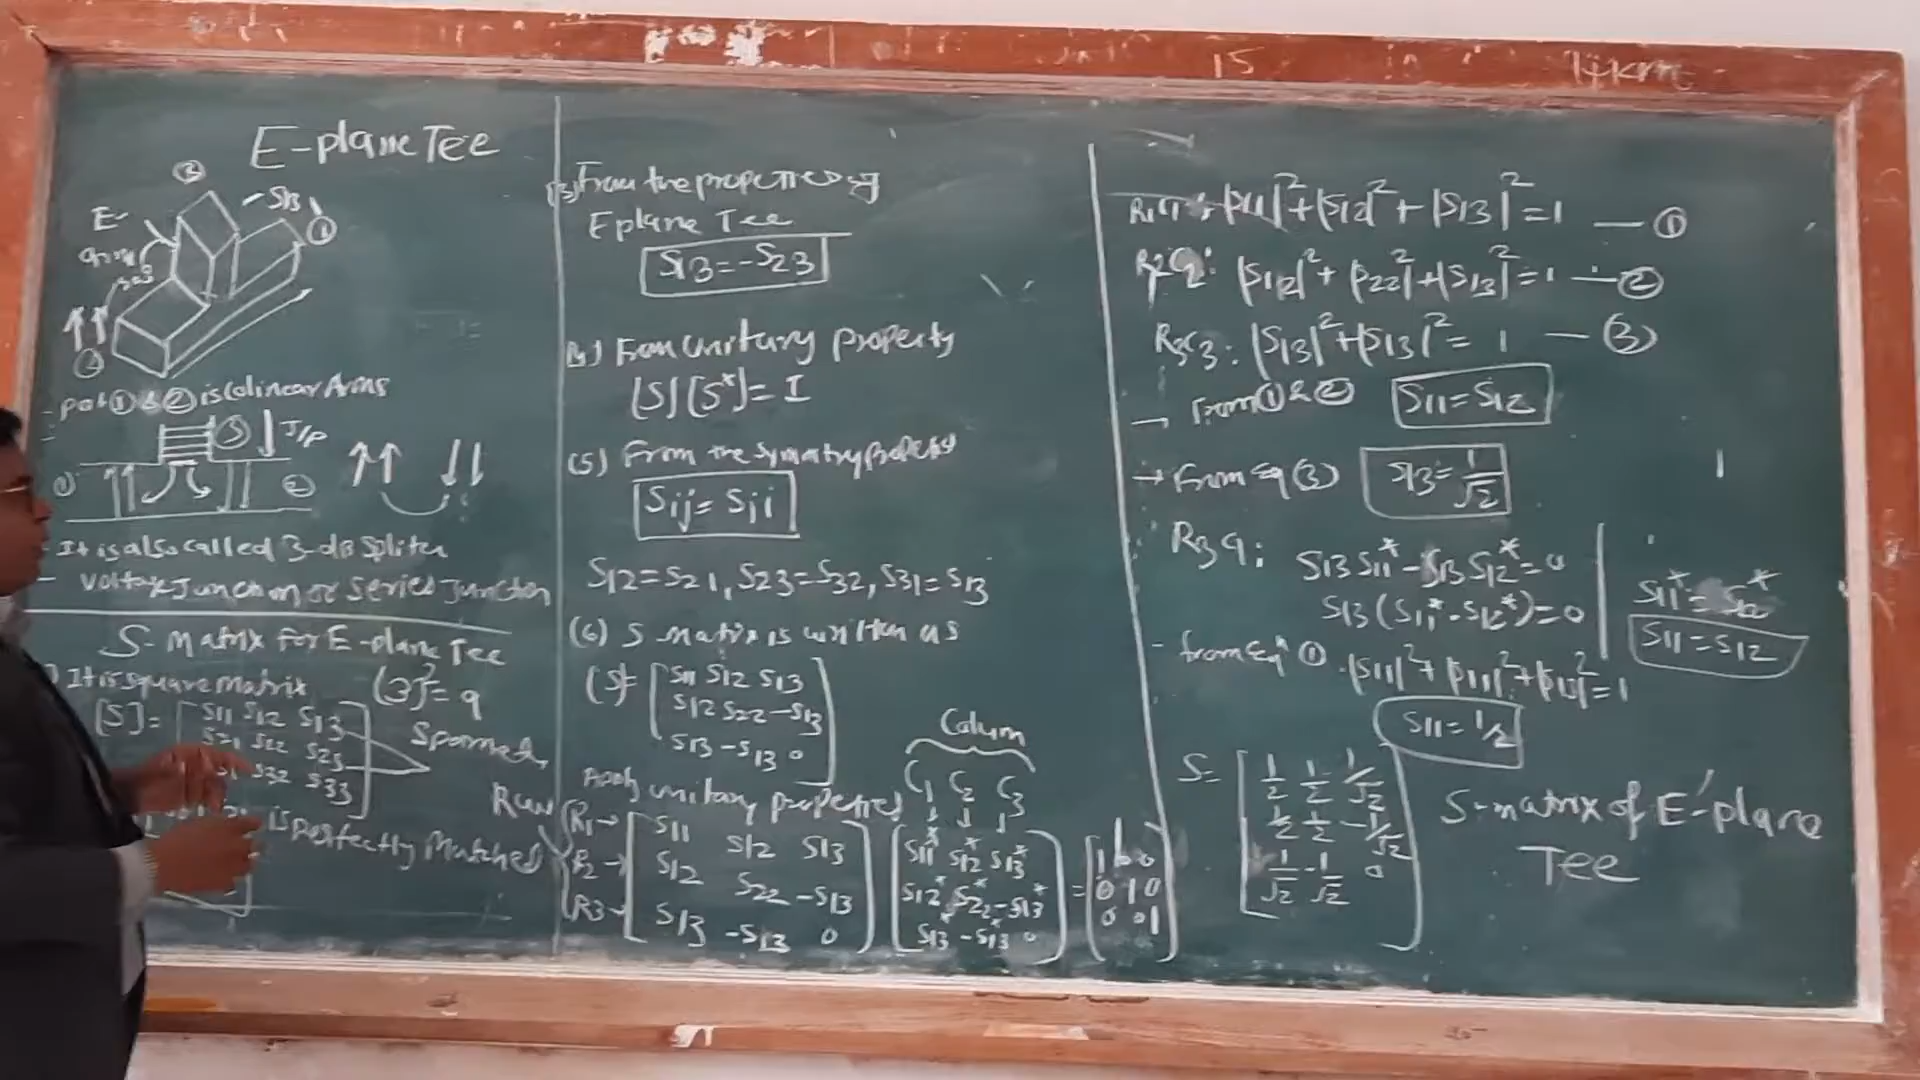 E-plane Tee
③
S13
①
E-
arm
②
- port ① & ② is Colinear Arms
③ I/P
① ②
- It is also called 3-dB Spliter
- Voltage Junction or Series Junction
S-matrix for E-plane Tee
) It is square matrix (3)²=9
[S]= S11 S12 S13
S21 S22 S23
S32 S33
is Perfectly Matched
(3) From the properties of
E plane Tee
S13=-S23
(4) From Unitary property
[S][S*]= I
(5) From the Symmetry property
Sij= Sji
S12=S21, S23=S32, S31=S13
(6) S matrix is written as
[S]= S11 S12 S13
S12 S22 -S13
S13 -S13 0
Colum
C1 C2 C3
Apply unitary properties
Row
R1→ S11 S12 S13
R2→ S12 S22 -S13
R3→ S13 -S13 0
S11* S12* S13*
S12* S22* -S13*
S13* -S13* 0
= 1 0 0
0 1 0
0 0 1
R1C1: |S11|²+|S12|²+|S13|²=1 — ①
R2C2: |S12|²+|S22|²+|S13|²=1 — ②
R3C3: |S13|²+|S13|²= 1 — (3)
→ From ① & ② S11=S12
→ From Eq (3) S13=1/√2
R3C1: S13 S11* - S13 S12*=0
S13(S11* - S12*)=0
S11=S12
- from Eqⁿ ① |S11|²+|S11|²+|S13|²=1
S11=1/2
S= 1/2 1/2 1/√2
1/2 1/2 -1/√2
1/√2 -1/√2 0
S-matrix of E-plane
Tee